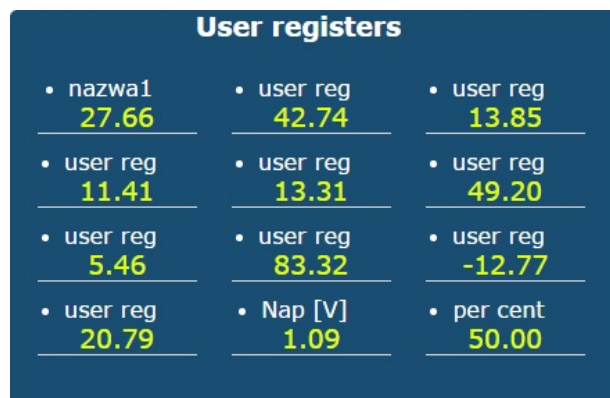 User registers
• nazwa1 • user reg • user reg
27.66 42.74 13.85
• user reg • user reg • user reg
11.41 13.31 49.20
• user reg • user reg • user reg
5.46 83.32 -12.77
• user reg • Nap [V] • per cent
20.79 1.09 50.00